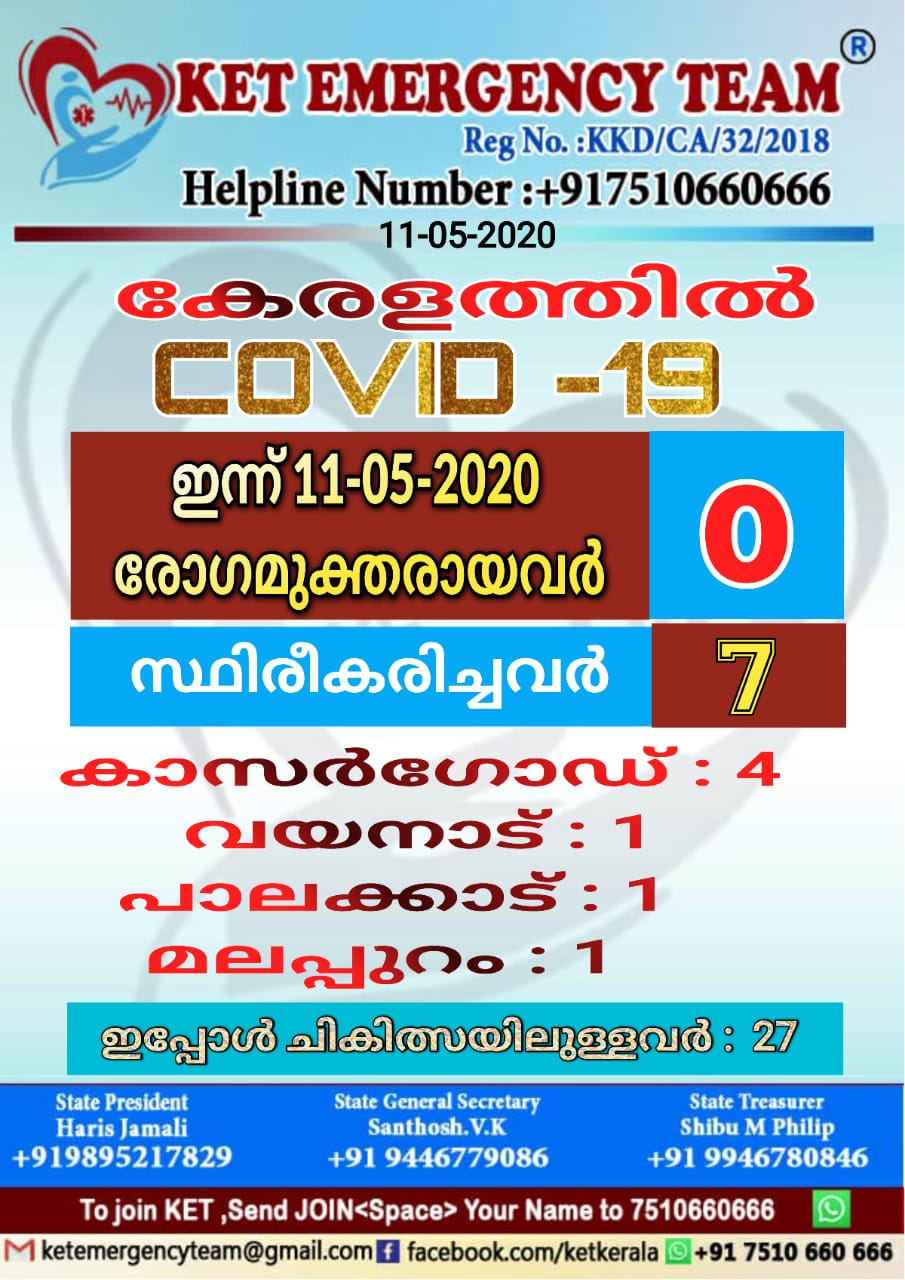 KET EMERGENCY TEAM ®
Reg No. :KKD/CA/32/2018
Helpline Number :+917510660666
11-05-2020
കേരളത്തിൽ
COVID -19
ഇന്ന് 11-05-2020
രോഗമുക്തരായവർ
0
സ്ഥിരീകരിച്ചവർ 7
കാസർഗോഡ് : 4
വയനാട് : 1
പാലക്കാട് : 1
മലപ്പുറം : 1
ഇപ്പോൾ ചികിത്സയിലുള്ളവർ : 27
State President
Haris Jamali
+919895217829
State General Secretary
Santhosh.V.K
+91 9446779086
State Treasurer
Shibu M Philip
+91 9946780846
To join KET ,Send JOIN<Space> Your Name to 7510660666
ketemergencyteam@gmail.com facebook.com/ketkerala +91 7510 660 666